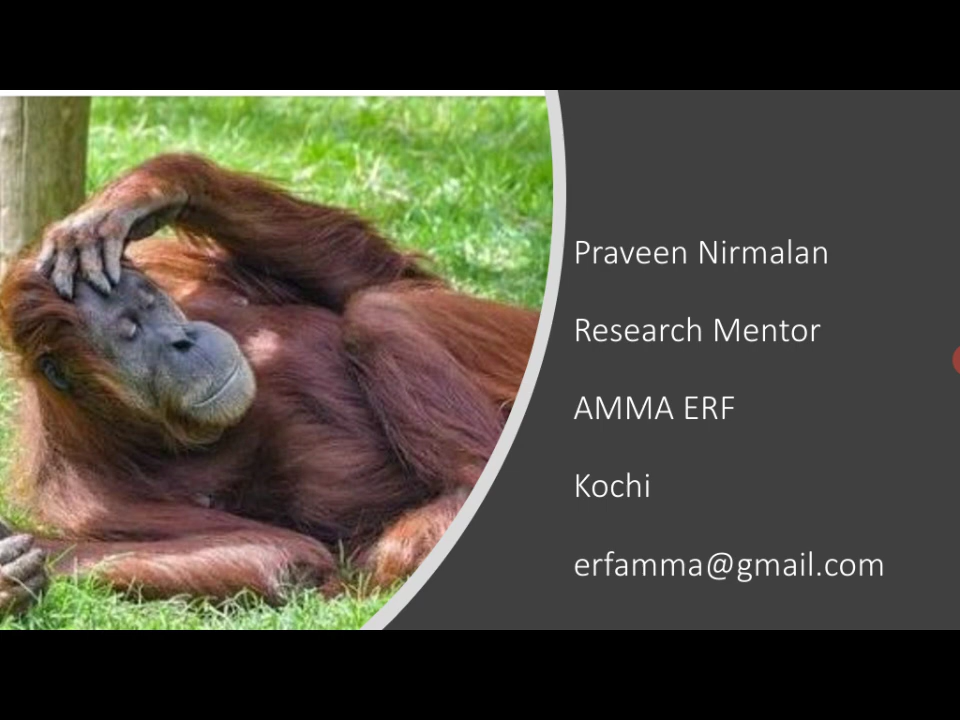 Praveen Nirmalan
Research Mentor
AMMA ERF
Kochi
erfamma@gmail.com